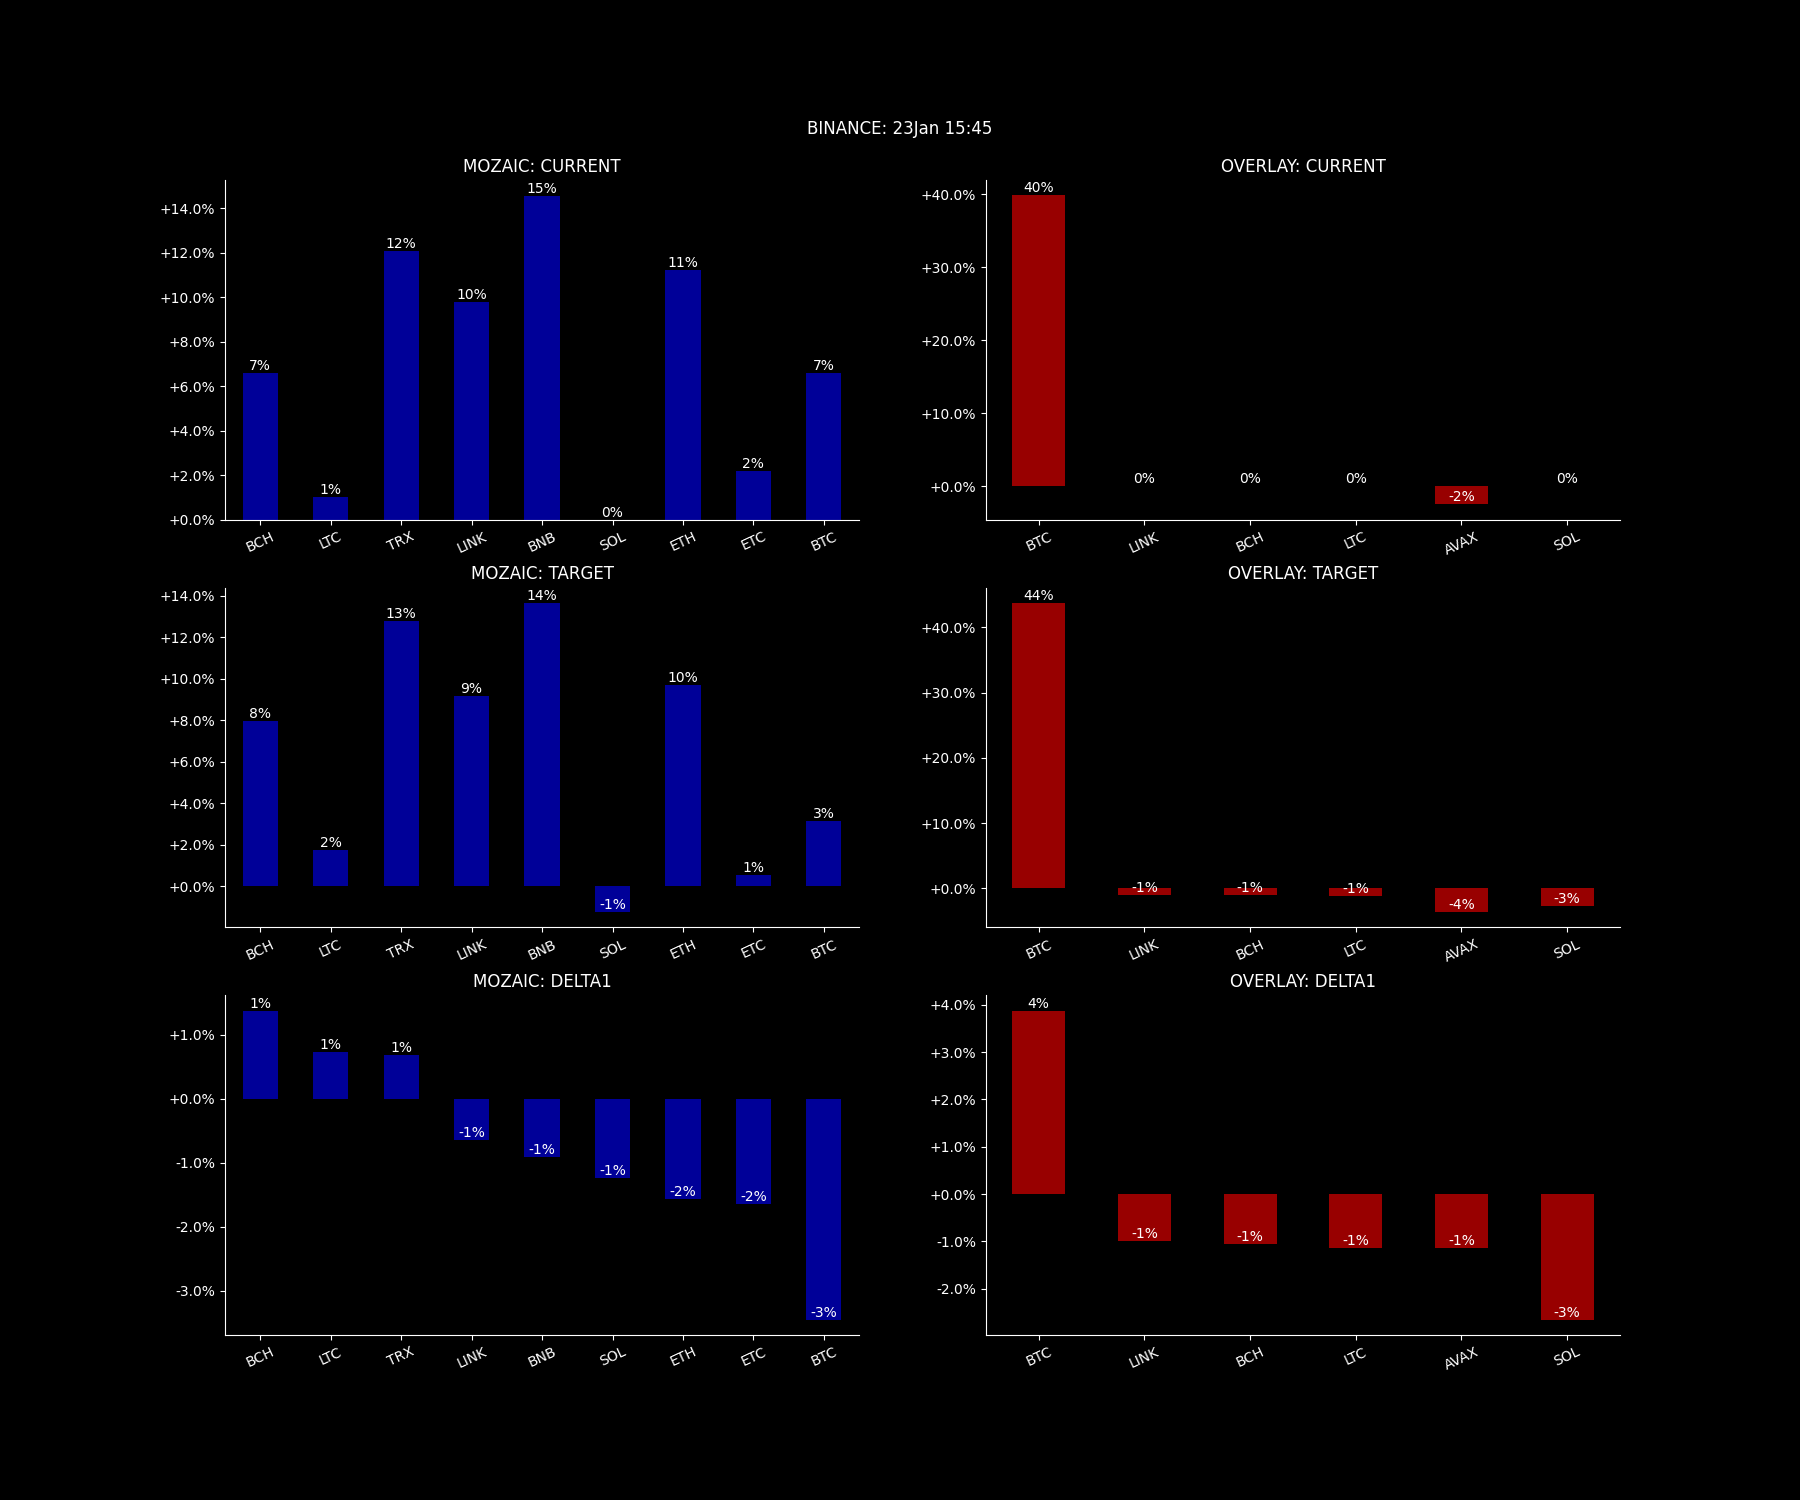 BINANCE: 23Jan 15:45
MOZAIC: CURRENT
+14.0%
+12.0%
+10.0%
+8.0%
+6.0%
+4.0%
+2.0%
+0.0%
7%
1%
12%
10%
15%
0%
11%
2%
7%
BCH
LTC
TRX
LINK
BNB
SOL
ETH
ETC
BTC
OVERLAY: CURRENT
+40.0%
+30.0%
+20.0%
+10.0%
+0.0%
40%
0%
0%
0%
-2%
0%
BTC
LINK
BCH
LTC
AVAX
SOL
MOZAIC: TARGET
+14.0%
+12.0%
+10.0%
+8.0%
+6.0%
+4.0%
+2.0%
+0.0%
8%
2%
13%
9%
14%
-1%
10%
1%
3%
BCH
LTC
TRX
LINK
BNB
SOL
ETH
ETC
BTC
OVERLAY: TARGET
+40.0%
+30.0%
+20.0%
+10.0%
+0.0%
44%
-1%
-1%
-1%
-4%
-3%
BTC
LINK
BCH
LTC
AVAX
SOL
MOZAIC: DELTA1
+1.0%
+0.0%
-1.0%
-2.0%
-3.0%
1%
1%
1%
-1%
-1%
-1%
-2%
-2%
-3%
BCH
LTC
TRX
LINK
BNB
SOL
ETH
ETC
BTC
OVERLAY: DELTA1
+4.0%
+3.0%
+2.0%
+1.0%
+0.0%
-1.0%
-2.0%
4%
-1%
-1%
-1%
-1%
-3%
BTC
LINK
BCH
LTC
AVAX
SOL